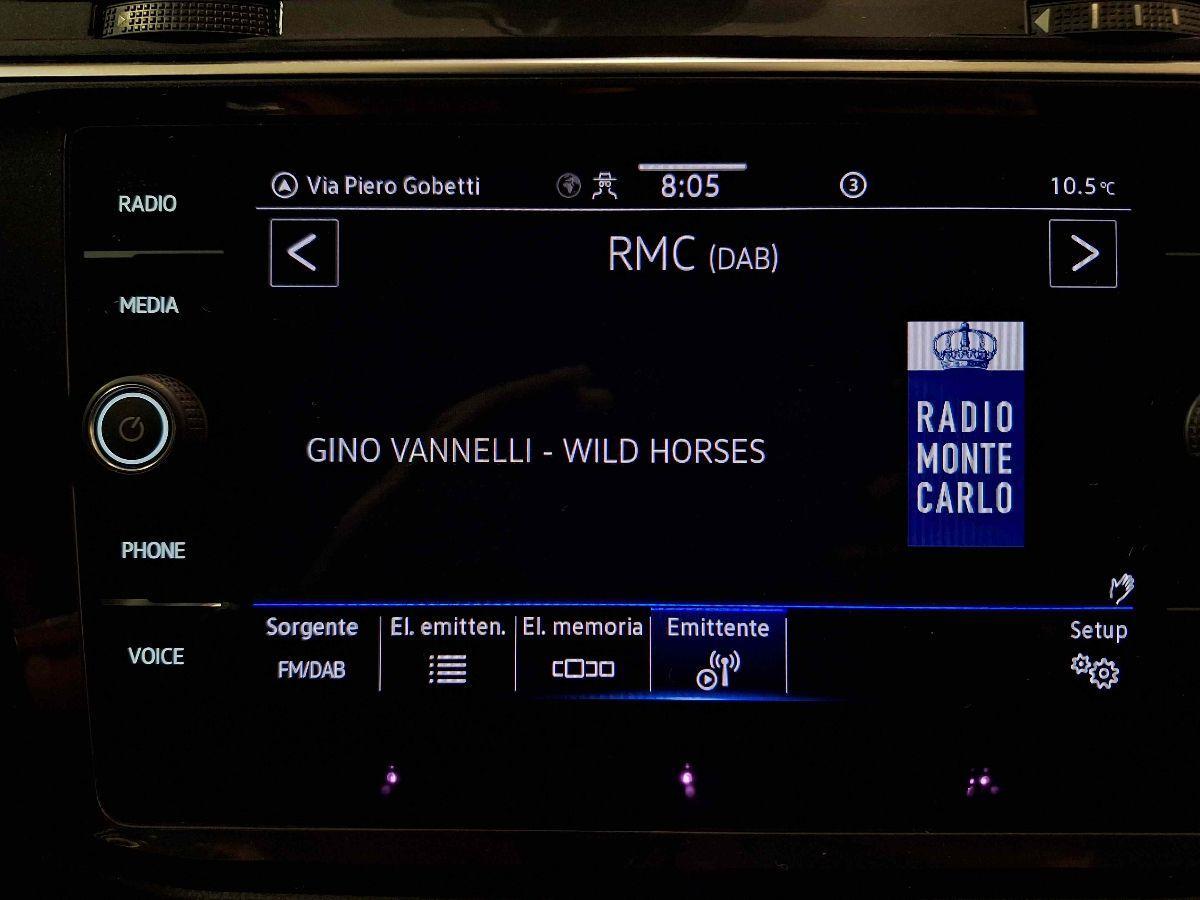 RADIO
MEDIA
PHONE
VOICE
Via Piero Gobetti 8:05 3 10.5°C
< RMC (DAB) >
GINO VANNELLI - WILD HORSES
RADIO
MONTE
CARLO
Sorgente El. emitten. El. memoria Emittente Setup
FM/DAB